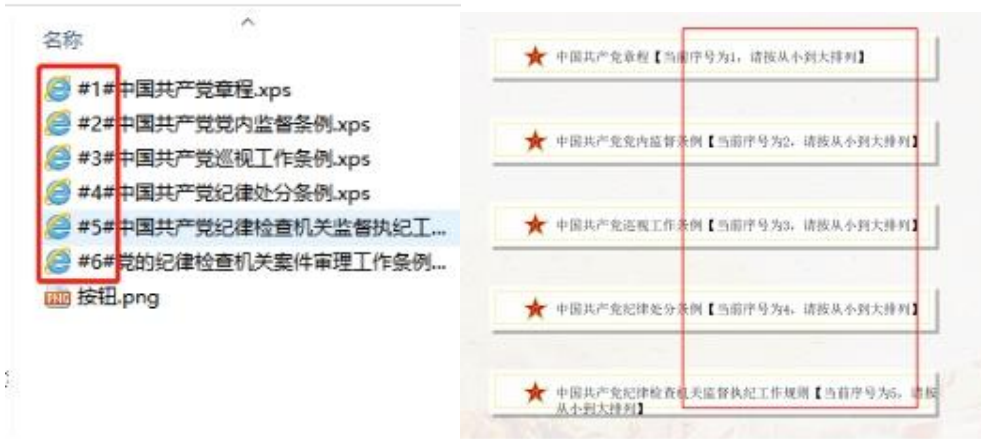 名称
#1#中国共产党章程.xps
#2#中国共产党党内监督条例.xps
#3#中国共产党巡视工作条例.xps
#4#中国共产党纪律处分条例.xps
#5#中国共产党纪律检查机关监督执纪工...
#6#党的纪律检查机关案件审理工作条例...
PNG 按钮.png
中国共产党章程【当前序号为1，请按从小到大排列】
中国共产党党内监督条例【当前序号为2，请按从小到大排列】
中国共产党巡视工作条例【当前序号为3，请按从小到大排列】
中国共产党纪律处分条例【当前序号为4，请按从小到大排列】
中国共产党纪律检查机关监督执纪工作规则【当前序号为5，请按
从小到大排列】